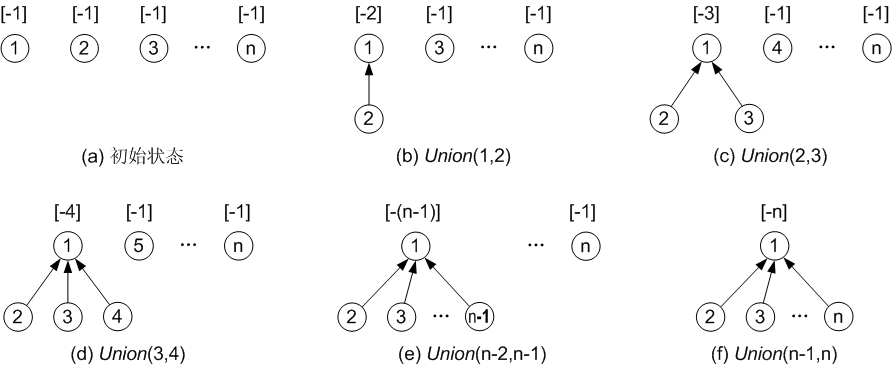 [-1] [-1] [-1] [-1]
1 2 3 … n
(a) 初始状态
[-2] [-1] [-1]
1 3 … n
2
(b) Union(1,2)
[-3] [-1] [-1]
1 4 … n
2 3
(c) Union(2,3)
[-4] [-1] [-1]
1 5 … n
2 3 4
(d) Union(3,4)
[-(n-1)] [-1]
1 … n
2 3 … n-1
(e) Union(n-2,n-1)
[-n]
1
2 3 … n
(f) Union(n-1,n)